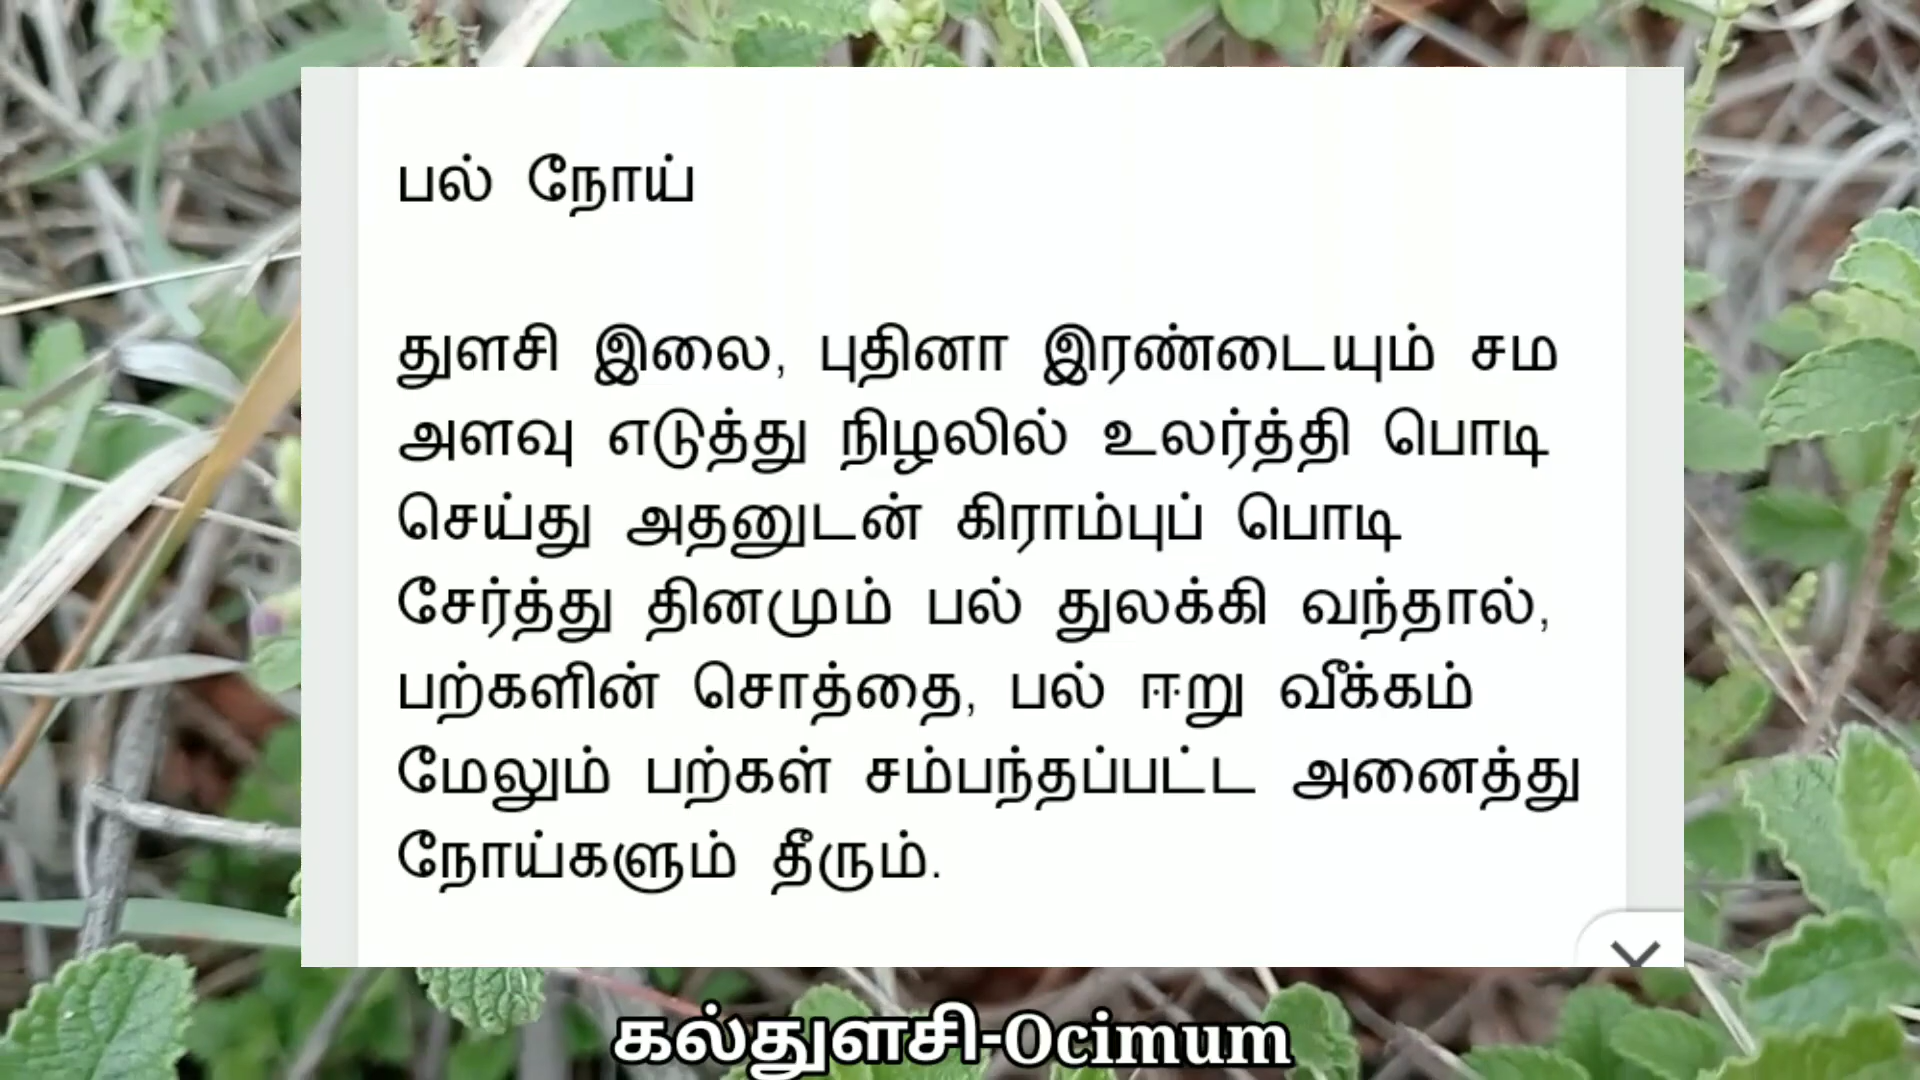 பல் நோய்
துளசி இலை, புதினா இரண்டையும் சம
அளவு எடுத்து நிழலில் உலர்த்தி பொடி
செய்து அதனுடன் கிராம்புப் பொடி
சேர்த்து தினமும் பல் துலக்கி வந்தால்,
பற்களின் சொத்தை, பல் ஈறு வீக்கம்
மேலும் பற்கள் சம்பந்தப்பட்ட அனைத்து
நோய்களும் தீரும்.
கல்துளசி-Ocimum